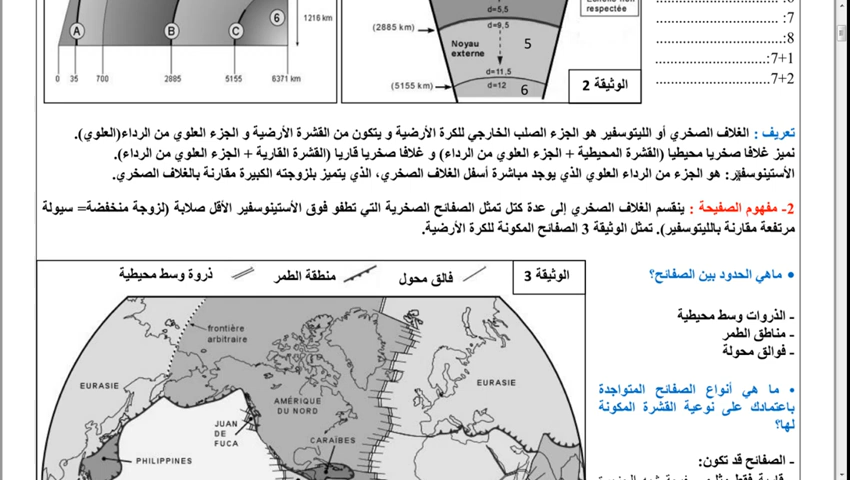 d=5,5
respectée
6:
7:
8:
7+1:
7+2:
A
B
C
6
1216 km
0
35
700
2885
5155
6371 km
(2885 km)
d=9,5
Noyau
externe
5
d=11,5
(5155 km)
d=12
6
الوثيقة 2
تعريف : الغلاف الصخري أو الليتوسفير هو الجزء الصلب الخارجي للكرة الأرضية و يتكون من القشرة الأرضية و الجزء العلوي من الرداء(العلوي).
نميز غلافا صخريا محيطيا (القشرة المحيطية + الجزء العلوي من الرداء) و غلافا صخريا قاريا (القشرة القارية + الجزء العلوي من الرداء).
الأستينوسفير: هو الجزء من الرداء العلوي الذي يوجد مباشرة أسفل الغلاف الصخري، الذي يتميز بلزوجته الكبيرة مقارنة بالغلاف الصخري.
2- مفهوم الصفيحة : ينقسم الغلاف الصخري إلى عدة كتل تمثل الصفائح الصخرية التي تطفو فوق الأستينوسفير الأقل صلابة (لزوجة منخفضة= سيولة
مرتفعة مقارنة بالليتوسفير). تمثل الوثيقة 3 الصفائح المكونة للكرة الأرضية.
• ماهي الحدود بين الصفائح؟
- الذروات وسط محيطية
- مناطق الطمر
- فوالق محولة
• ما هي أنواع الصفائح المتواجدة
باعتمادك على نوعية القشرة المكونة
لها؟
- الصفائح قد تكون:
الوثيقة 3
فالق محول
منطقة الطمر
ذروة وسط محيطية
frontière
arbitraire
EURASIE
AMÉRIQUE
DU NORD
EURASIE
JUAN
DE
FUCA
CARAÏBES
PHILIPPINES